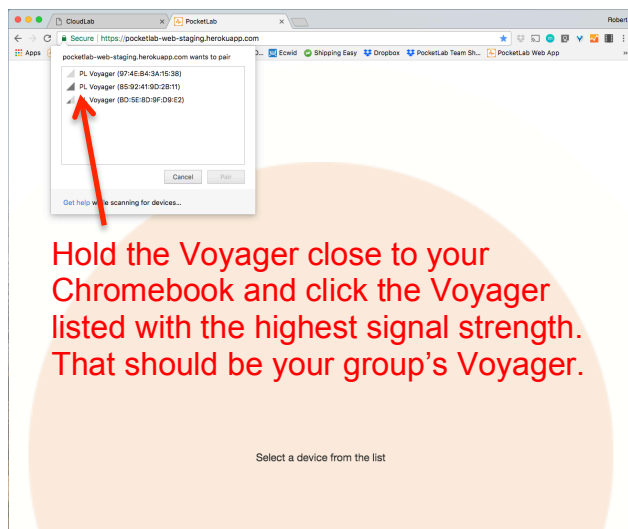 CloudLab
PocketLab
Robert
Secure | https://pocketlab-web-staging.herokuapp.com
Apps
Ecwid
Shipping Easy
Dropbox
PocketLab Team Sh...
PocketLab Web App
pocketlab-web-staging.herokuapp.com wants to pair
PL Voyager (97:4E:B4:3A:15:38)
PL Voyager (85:92:41:9D:2B:11)
Voyager (BD:5E:8D:9F:D9:E2)
Cancel
Pair
Get help while scanning for devices...
Hold the Voyager close to your
Chromebook and click the Voyager
listed with the highest signal strength.
That should be your group's Voyager.
Select a device from the list